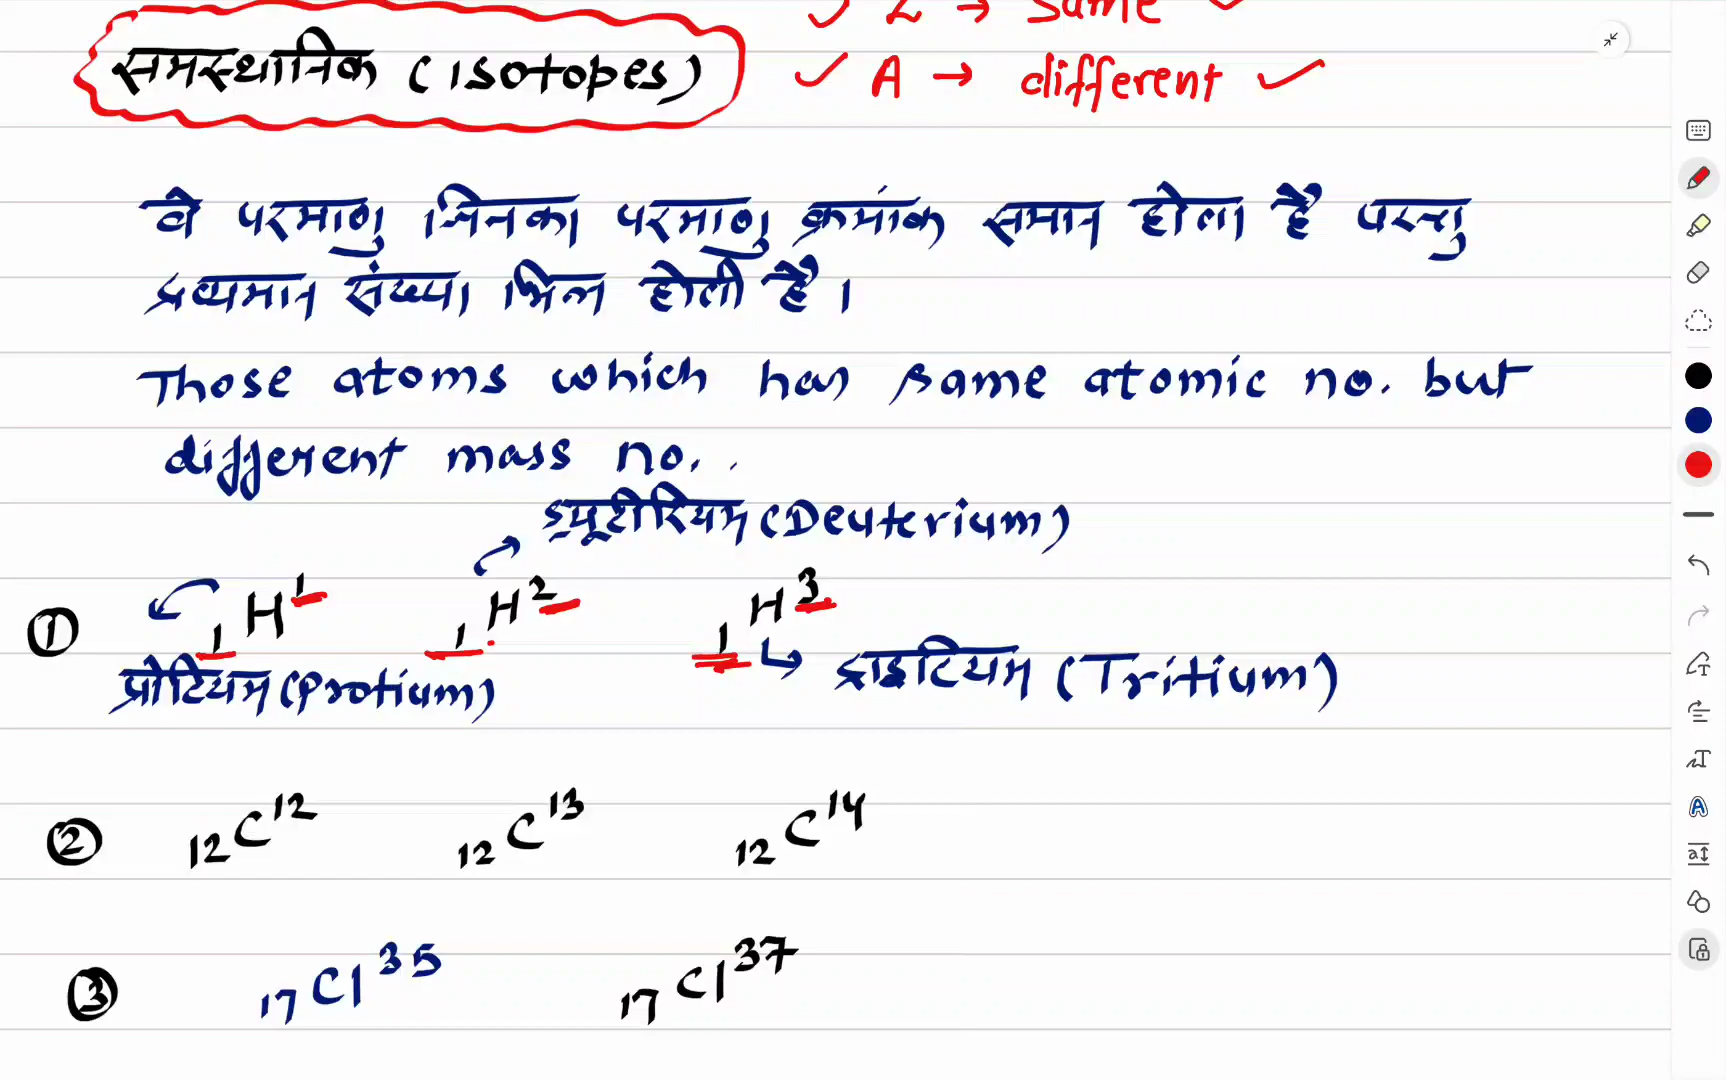 Z → same ✓
समस्थानिक (Isotopes)
✓ A → different ✓
वे परमाणु जिनका परमाणु क्रमांक समान होता है परन्तु
द्रव्यमान संख्या भिन्न होती है।
Those atoms which has same atomic no. but
different mass no..
ड्यूटीरियम (Deuterium)
① ₁H¹ ₁H² ₁H³
प्रोटियम (Protium) ट्राइटियम (Tritium)
② ₁₂C¹² ₁₂C¹³ ₁₂C¹⁴
③ ₁₇Cl³⁵ ₁₇Cl³⁷